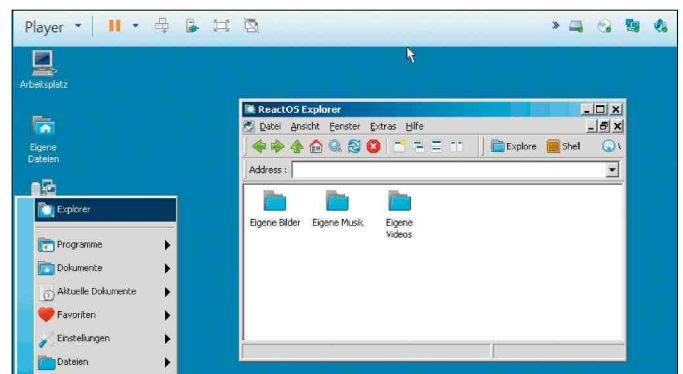 Player
Arbeitsplatz
Eigene
Dateien
ReactOS Explorer
Datei Ansicht Fenster Extras Hilfe
Explore Shell
Address :
Eigene Bilder Eigene Musik Eigene
Videos
Explorer
Programme
Dokumente
Aktuelle Dokumente
Favoriten
Einstellungen
Dateien